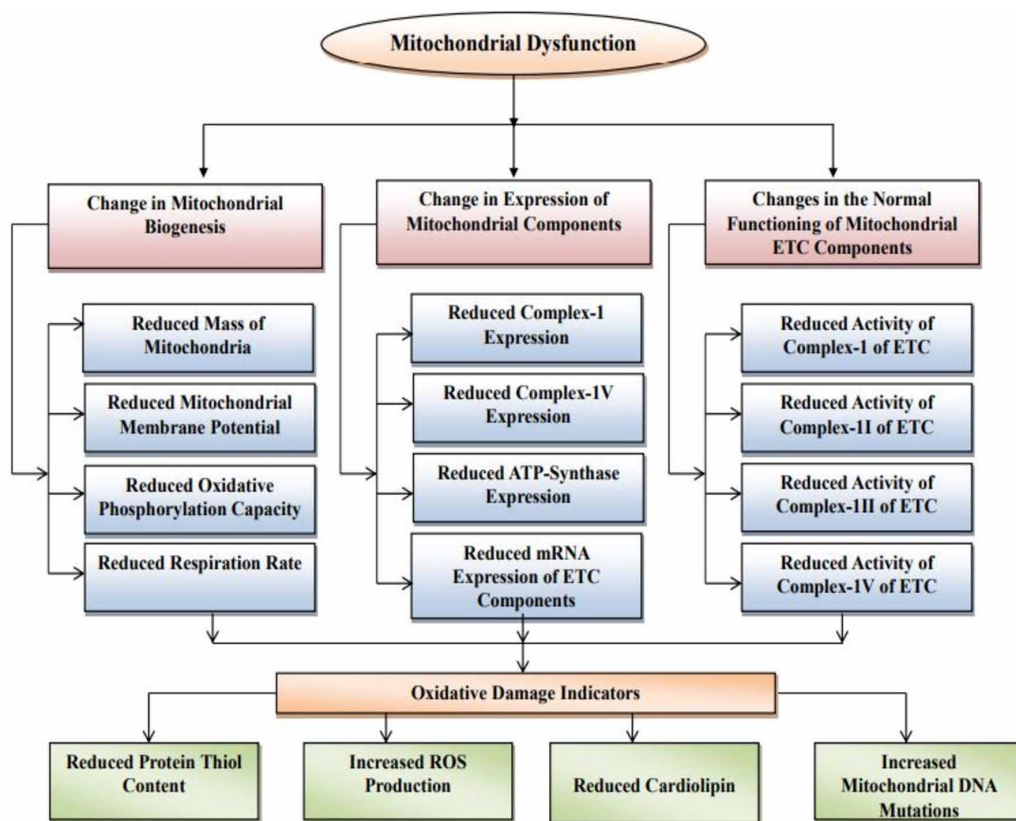 Mitochondrial Dysfunction
Change in Mitochondrial
Biogenesis
Change in Expression of
Mitochondrial Components
Changes in the Normal
Functioning of Mitochondrial
ETC Components
Reduced Mass of
Mitochondria
Reduced Mitochondrial
Membrane Potential
Reduced Oxidative
Phosphorylation Capacity
Reduced Respiration Rate
Reduced Complex-1
Expression
Reduced Complex-1V
Expression
Reduced ATP-Synthase
Expression
Reduced mRNA
Expression of ETC
Components
Reduced Activity of
Complex-1 of ETC
Reduced Activity of
Complex-1I of ETC
Reduced Activity of
Complex-1II of ETC
Reduced Activity of
Complex-1V of ETC
Oxidative Damage Indicators
Reduced Protein Thiol
Content
Increased ROS
Production
Reduced Cardiolipin
Increased
Mitochondrial DNA
Mutations